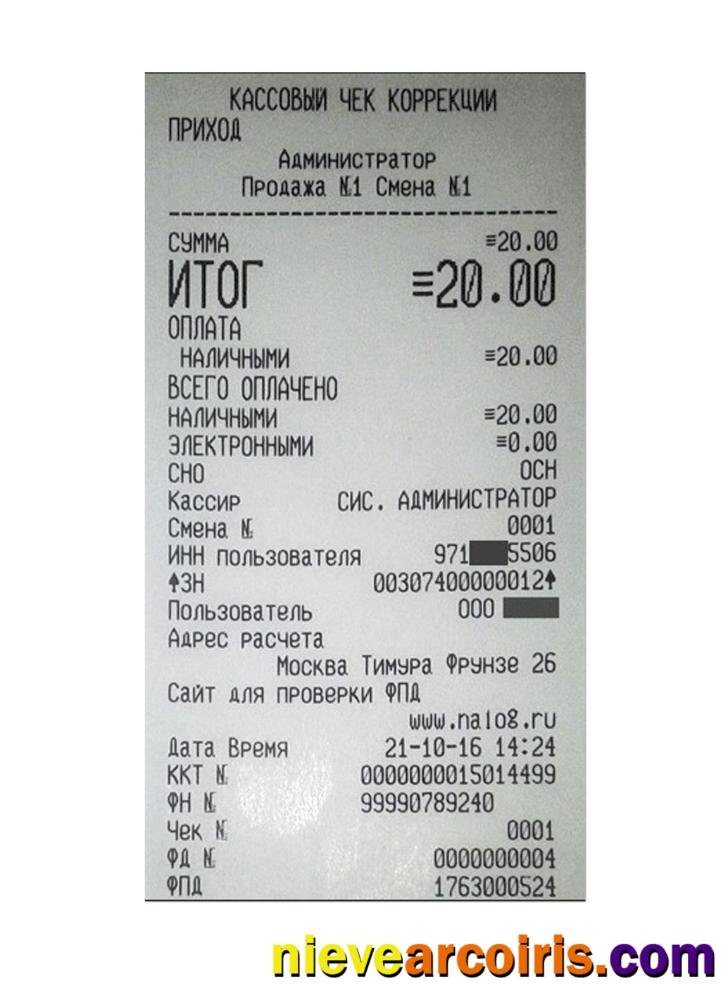 КАССОВЫЙ ЧЕК КОРРЕКЦИИ
ПРИХОД
Администратор
Продажа №1 Смена №1
--------------------------------
СУММА ≡20.00
ИТОГ ≡20.00
ОПЛАТА
НАЛИЧНЫМИ ≡20.00
ВСЕГО ОПЛАЧЕНО
НАЛИЧНЫМИ ≡20.00
ЭЛЕКТРОННЫМИ ≡0.00
СНО ОСН
Кассир СИС. АДМИНИСТРАТОР
Смена № 0001
ИНН пользователя 971 5506
↑ЗН 00307400000012↑
Пользователь ООО
Адрес расчета
Москва Тимура Фрунзе 26
Сайт для проверки ФПД
www.nalog.ru
Дата Время 21-10-16 14:24
ККТ № 0000000015014499
ФН № 99990789240
Чек № 0001
ФД № 0000000004
ФПД 1763000524
nievearcoiris.com